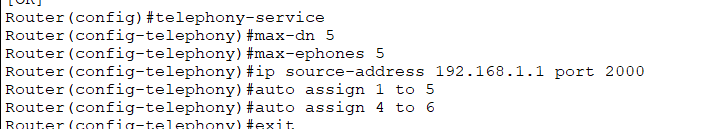 [OK]
Router(config)#telephony-service
Router(config-telephony)#max-dn 5
Router(config-telephony)#max-ephones 5
Router(config-telephony)#ip source-address 192.168.1.1 port 2000
Router(config-telephony)#auto assign 1 to 5
Router(config-telephony)#auto assign 4 to 6
Router(config-telephony)#exit